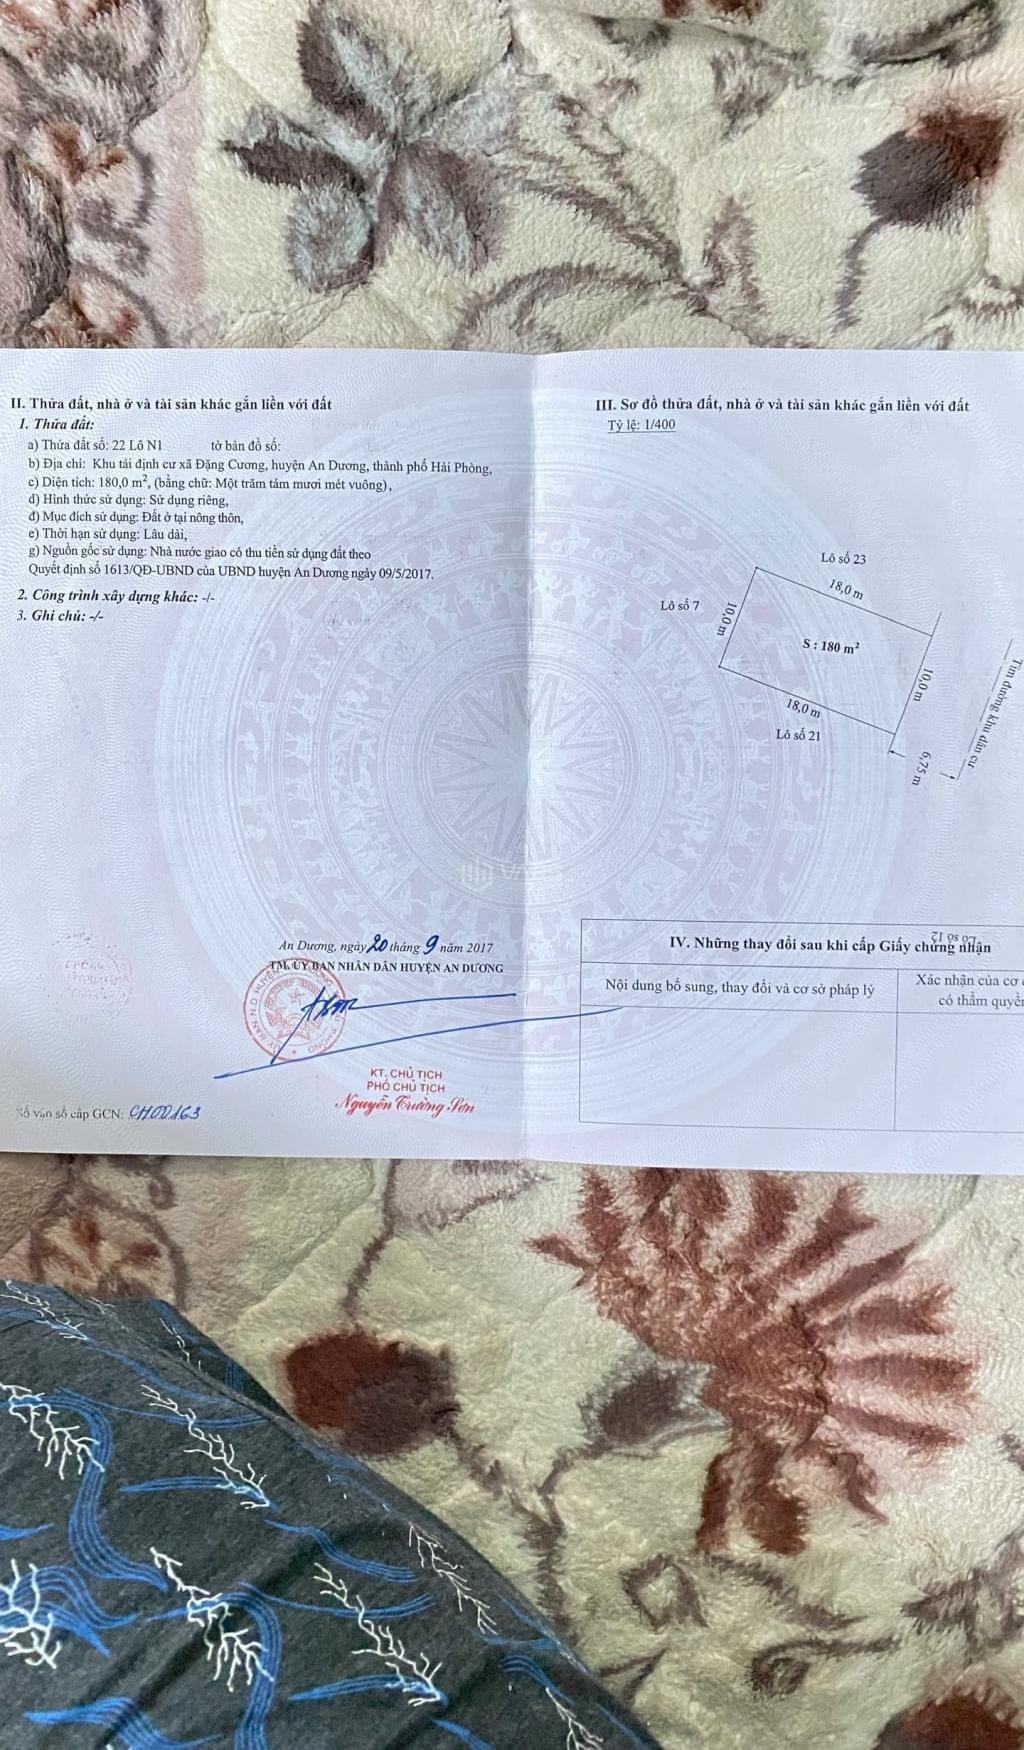 II. Thửa đất, nhà ở và tài sản khác gắn liền với đất
1. Thửa đất:
a) Thửa đất số: 22 Lô N1 tờ bản đồ số:
b) Địa chỉ: Khu tái định cư xã Đặng Cương, huyện An Dương, thành phố Hải Phòng,
c) Diện tích: 180,0 m², (bằng chữ: Một trăm tám mươi mét vuông),
d) Hình thức sử dụng: Sử dụng riêng,
đ) Mục đích sử dụng: Đất ở tại nông thôn,
e) Thời hạn sử dụng: Lâu dài,
g) Nguồn gốc sử dụng: Nhà nước giao có thu tiền sử dụng đất theo
Quyết định số 1613/QĐ-UBND của UBND huyện An Dương ngày 09/5/2017.
2. Công trình xây dựng khác: -/-
3. Ghi chú: -/-
An Dương, ngày 20 tháng 9 năm 2017
TM. ỦY BAN NHÂN DÂN HUYỆN AN DƯƠNG
KT. CHỦ TỊCH
PHÓ CHỦ TỊCH
Nguyễn Trường Sơn
Số vào sổ cấp GCN: CH00163
III. Sơ đồ thửa đất, nhà ở và tài sản khác gắn liền với đất
Tỷ lệ: 1/400
Lô số 23
18,0 m
Lô số 7
10,0 m
S : 180 m²
10,0 m
18,0 m
Lô số 21
6,75 m
Tim đường khu dân cư
Lô số 12
IV. Những thay đổi sau khi cấp Giấy chứng nhận
Nội dung bổ sung, thay đổi và cơ sở pháp lý
Xác nhận của cơ
có thẩm quyền